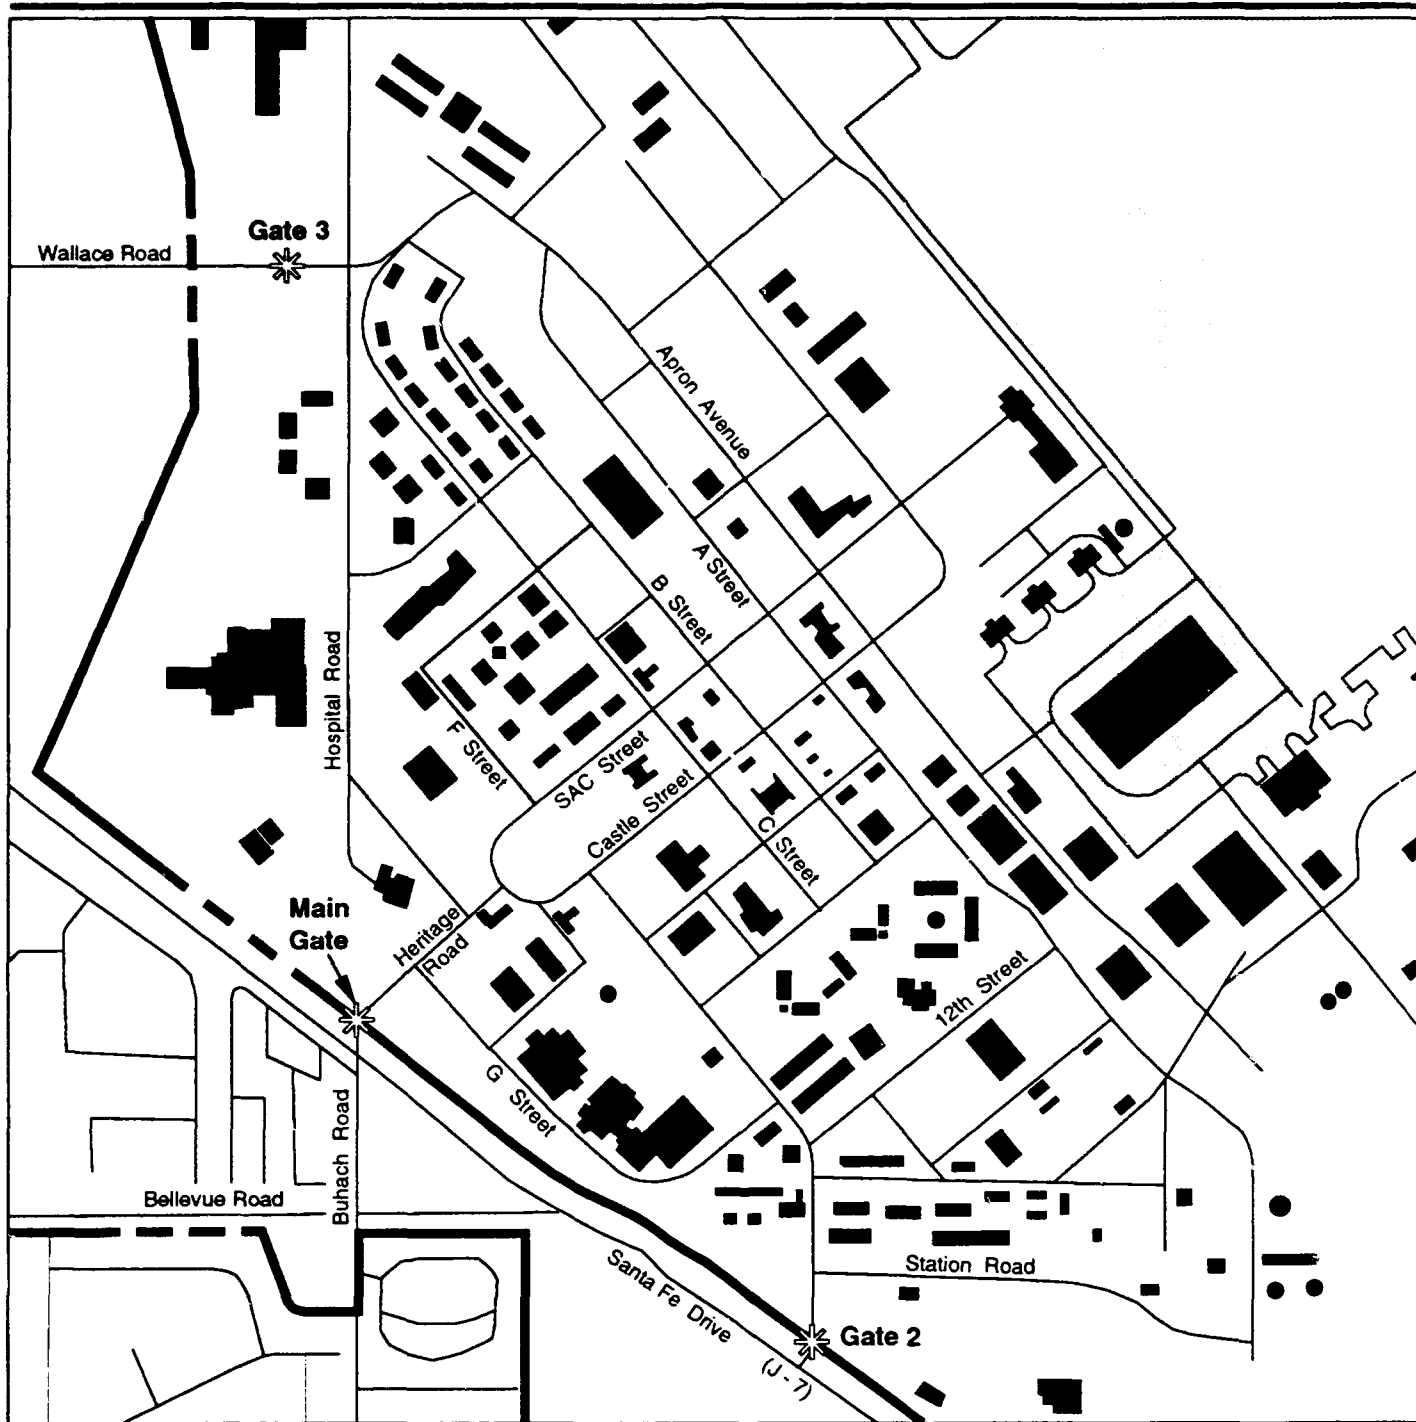 Gate 3
Wallace Road
Apron Avenue
A Street
B Street
Hospital Road
F Street
SAC Street
Castle Street
C Street
Main
Gate
Heritage
Road
12th Street
G Street
Buhach Road
Bellevue Road
Station Road
Santa Fe Drive
(J-7)
Gate 2